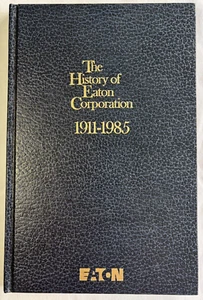 The
History of
Eaton
Corporation
1911-1985
EATON